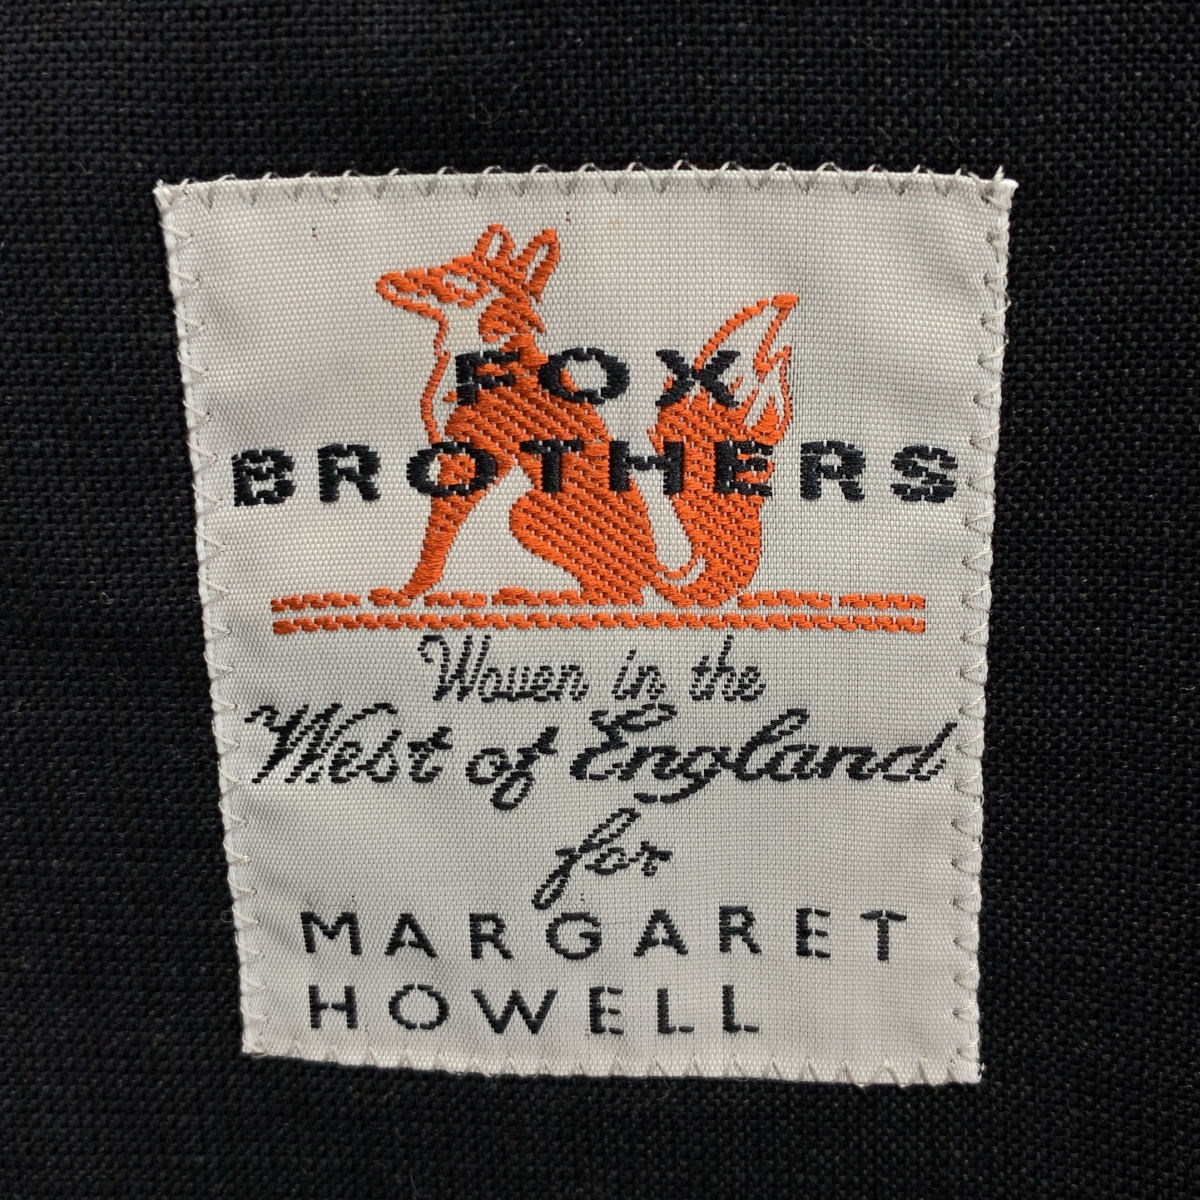 FOX
BROTHERS
Woven in the
West of England
for
MARGARET
HOWELL